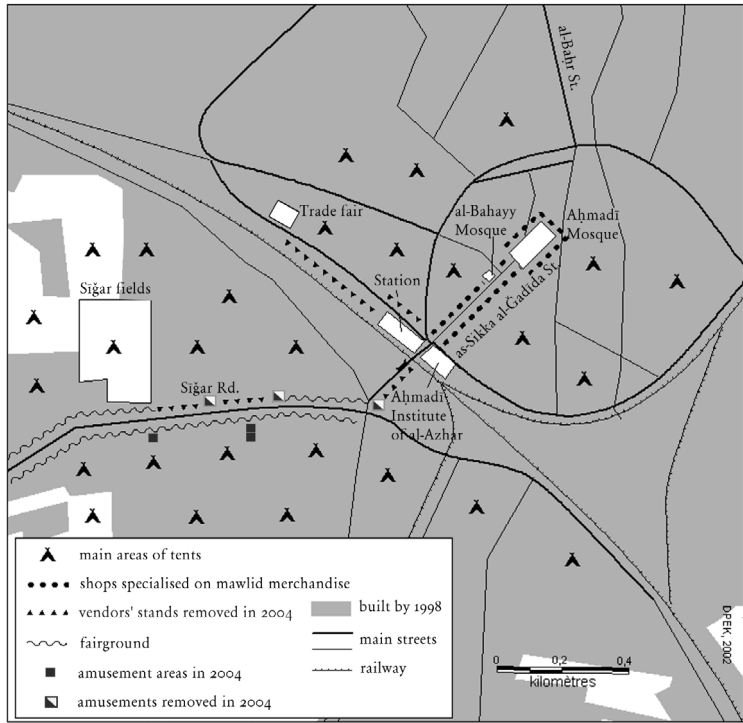 al-Baḥr St.
Trade fair
al-Bahayy
Mosque
Aḥmadī
Mosque
Station
as-Sikka al-Ǧadīda St.
Sīǧar fields
Sīǧar Rd.
Aḥmadī
Institute
of al-Azhar
main areas of tents
shops specialised on mawlid merchandise
vendors' stands removed in 2004
fairground
amusement areas in 2004
amusements removed in 2004
built by 1998
main streets
railway
0 0,2 0,4
kilomètres
DPEK, 2002